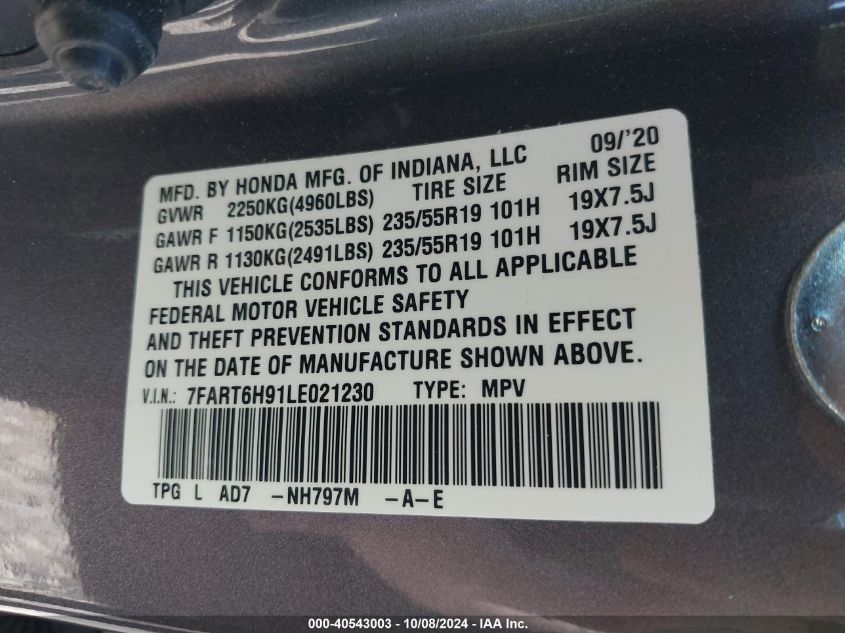 MFD. BY HONDA MFG. OF INDIANA, LLC 09/'20
GVWR 2250KG(4960LBS) TIRE SIZE RIM SIZE
GAWR F 1150KG(2535LBS) 235/55R19 101H 19X7.5J
GAWR R 1130KG(2491LBS) 235/55R19 101H 19X7.5J
THIS VEHICLE CONFORMS TO ALL APPLICABLE
FEDERAL MOTOR VEHICLE SAFETY
AND THEFT PREVENTION STANDARDS IN EFFECT
ON THE DATE OF MANUFACTURE SHOWN ABOVE.
V.I.N.: 7FART6H91LE021230 TYPE: MPV
TPG L AD7 -NH797M -A-E
000-40543003 - 10/08/2024 - IAA Inc.